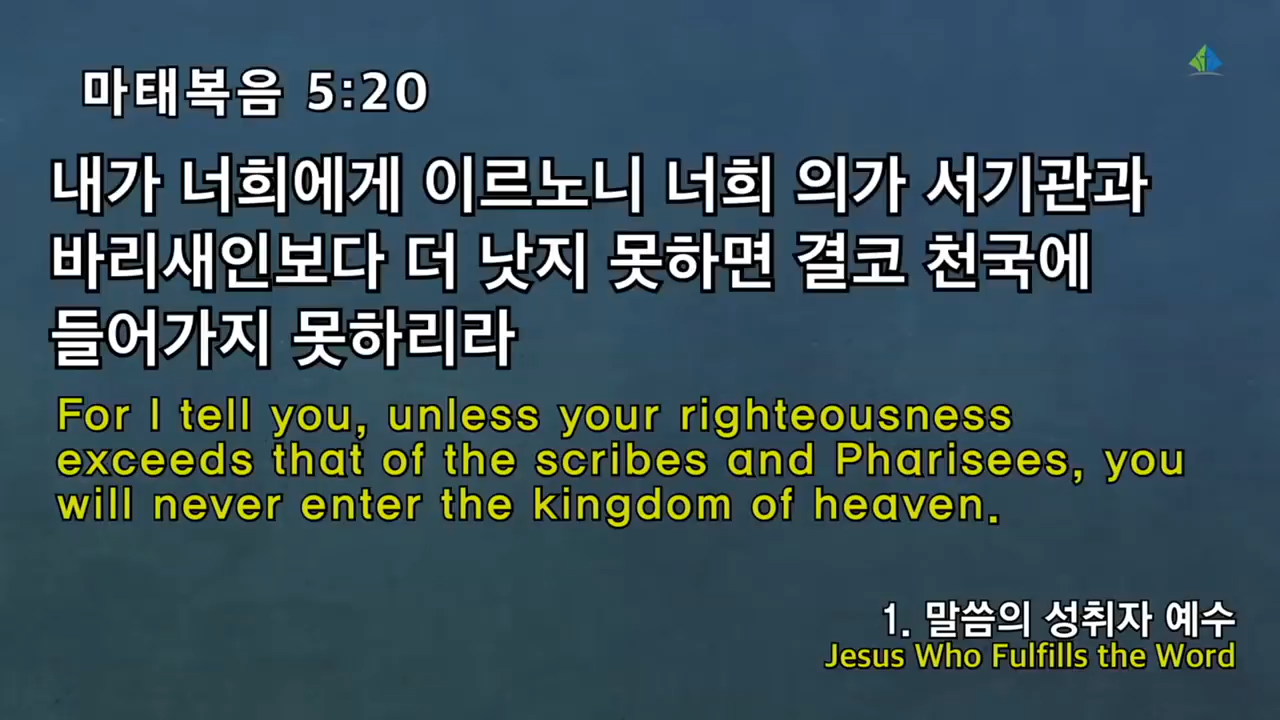 마태복음 5:20
내가 너희에게 이르노니 너희 의가 서기관과
바리새인보다 더 낫지 못하면 결코 천국에
들어가지 못하리라
For I tell you, unless your righteousness
exceeds that of the scribes and Pharisees, you
will never enter the kingdom of heaven.
1. 말씀의 성취자 예수
Jesus Who Fulfills the Word